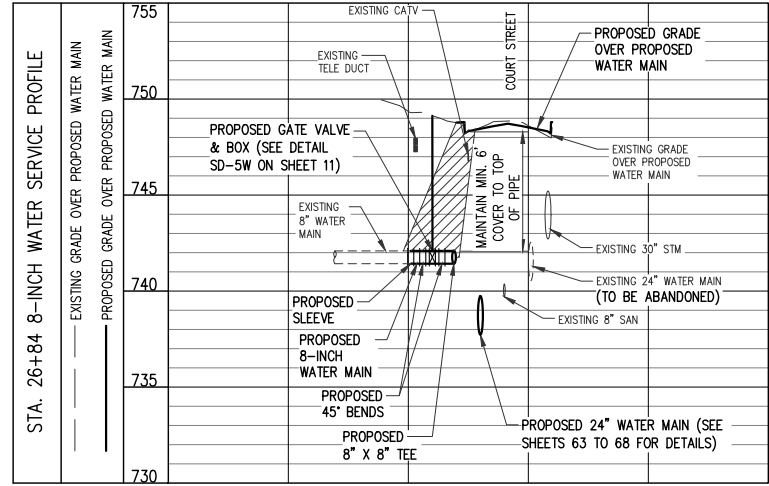 STA. 26+84 8-INCH WATER SERVICE PROFILE
EXISTING GRADE OVER PROPOSED WATER MAIN
PROPOSED GRADE OVER PROPOSED WATER MAIN
755
750
745
740
735
730
EXISTING CATV
COURT STREET
PROPOSED GRADE
OVER PROPOSED
WATER MAIN
EXISTING
TELE DUCT
PROPOSED GATE VALVE
& BOX (SEE DETAIL
SD-5W ON SHEET 11)
MAINTAIN MIN. 6'
COVER TO TOP
OF PIPE
EXISTING GRADE
OVER PROPOSED
WATER MAIN
EXISTING
8" WATER
MAIN
EXISTING 30" STM
EXISTING 24" WATER MAIN
(TO BE ABANDONED)
EXISTING 8" SAN
PROPOSED
SLEEVE
PROPOSED
8-INCH
WATER MAIN
PROPOSED
45° BENDS
PROPOSED
8" X 8" TEE
PROPOSED 24" WATER MAIN (SEE
SHEETS 63 TO 68 FOR DETAILS)